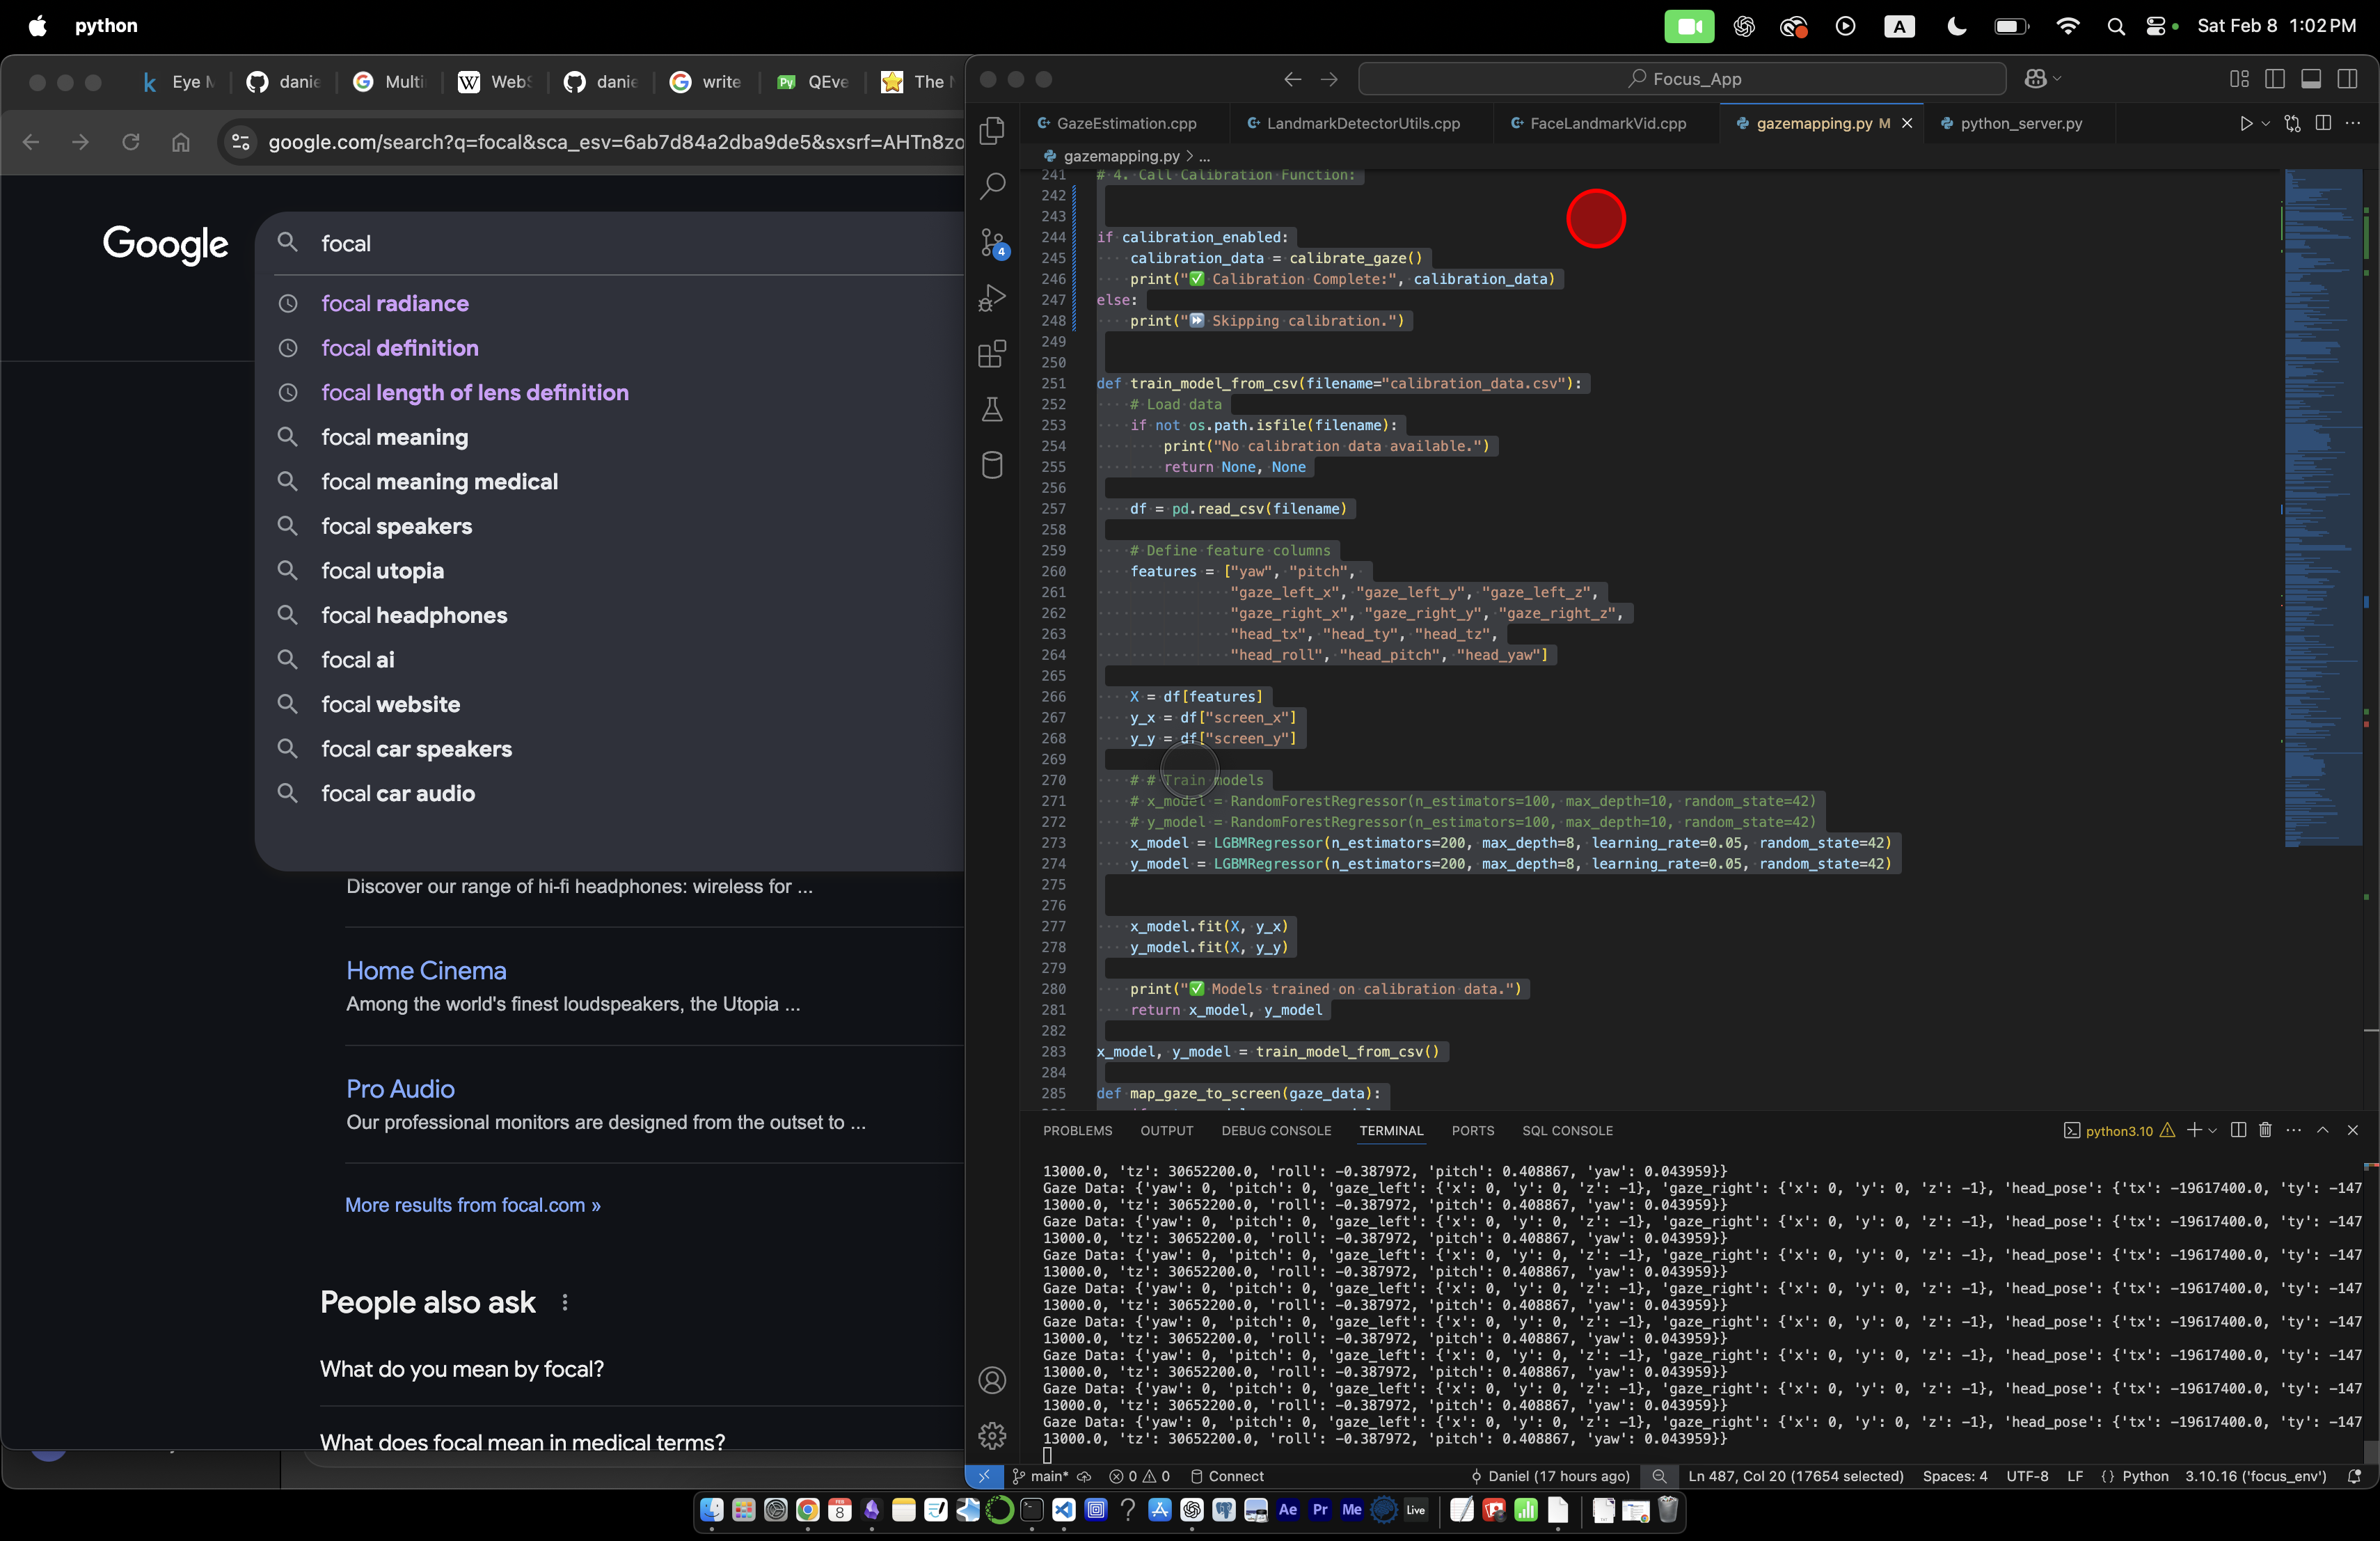 python
Sat Feb 8 1:02 PM
Eye M
danie
Multi
WebS
danie
write
QEve
The N
google.com/search?q=focal&sca_esv=6ab7d84a2dba9de5&sxsrf=AHTn8zo
Google
focal
focal radiance
focal definition
focal length of lens definition
focal meaning
focal meaning medical
focal speakers
focal utopia
focal headphones
focal ai
focal website
focal car speakers
focal car audio
Discover our range of hi-fi headphones: wireless for ...
Home Cinema
Among the world's finest loudspeakers, the Utopia ...
Pro Audio
Our professional monitors are designed from the outset to ...
More results from focal.com »
People also ask
What do you mean by focal?
What does focal mean in medical terms?
Focus_App
GazeEstimation.cpp
LandmarkDetectorUtils.cpp
FaceLandmarkVid.cpp
gazemapping.py M
python_server.py
gazemapping.py > ...
4
241 # 4. Call Calibration Function:
242
243
244 if calibration_enabled:
245 calibration_data = calibrate_gaze()
246 print("✅ Calibration Complete:", calibration_data)
247 else:
248 print("⏩ Skipping calibration.")
249
250
251 def train_model_from_csv(filename="calibration_data.csv"):
252 # Load data
253 if not os.path.isfile(filename):
254 print("No calibration data available.")
255 return None, None
256
257 df = pd.read_csv(filename)
258
259 # Define feature columns
260 features = ["yaw", "pitch",
261 "gaze_left_x", "gaze_left_y", "gaze_left_z",
262 "gaze_right_x", "gaze_right_y", "gaze_right_z",
263 "head_tx", "head_ty", "head_tz",
264 "head_roll", "head_pitch", "head_yaw"]
265
266 X = df[features]
267 y_x = df["screen_x"]
268 y_y = df["screen_y"]
269
270 # # Train models
271 # x_model = RandomForestRegressor(n_estimators=100, max_depth=10, random_state=42)
272 # y_model = RandomForestRegressor(n_estimators=100, max_depth=10, random_state=42)
273 x_model = LGBMRegressor(n_estimators=200, max_depth=8, learning_rate=0.05, random_state=42)
274 y_model = LGBMRegressor(n_estimators=200, max_depth=8, learning_rate=0.05, random_state=42)
275
276
277 x_model.fit(X, y_x)
278 y_model.fit(X, y_y)
279
280 print("✅ Models trained on calibration data.")
281 return x_model, y_model
282
283 x_model, y_model = train_model_from_csv()
284
285 def map_gaze_to_screen(gaze_data):
PROBLEMS OUTPUT DEBUG CONSOLE TERMINAL PORTS SQL CONSOLE
python3.10
13000.0, 'tz': 30652200.0, 'roll': -0.387972, 'pitch': 0.408867, 'yaw': 0.043959}}
Gaze Data: {'yaw': 0, 'pitch': 0, 'gaze_left': {'x': 0, 'y': 0, 'z': -1}, 'gaze_right': {'x': 0, 'y': 0, 'z': -1}, 'head_pose': {'tx': -19617400.0, 'ty': -147
13000.0, 'tz': 30652200.0, 'roll': -0.387972, 'pitch': 0.408867, 'yaw': 0.043959}}
Gaze Data: {'yaw': 0, 'pitch': 0, 'gaze_left': {'x': 0, 'y': 0, 'z': -1}, 'gaze_right': {'x': 0, 'y': 0, 'z': -1}, 'head_pose': {'tx': -19617400.0, 'ty': -147
13000.0, 'tz': 30652200.0, 'roll': -0.387972, 'pitch': 0.408867, 'yaw': 0.043959}}
Gaze Data: {'yaw': 0, 'pitch': 0, 'gaze_left': {'x': 0, 'y': 0, 'z': -1}, 'gaze_right': {'x': 0, 'y': 0, 'z': -1}, 'head_pose': {'tx': -19617400.0, 'ty': -147
13000.0, 'tz': 30652200.0, 'roll': -0.387972, 'pitch': 0.408867, 'yaw': 0.043959}}
Gaze Data: {'yaw': 0, 'pitch': 0, 'gaze_left': {'x': 0, 'y': 0, 'z': -1}, 'gaze_right': {'x': 0, 'y': 0, 'z': -1}, 'head_pose': {'tx': -19617400.0, 'ty': -147
13000.0, 'tz': 30652200.0, 'roll': -0.387972, 'pitch': 0.408867, 'yaw': 0.043959}}
Gaze Data: {'yaw': 0, 'pitch': 0, 'gaze_left': {'x': 0, 'y': 0, 'z': -1}, 'gaze_right': {'x': 0, 'y': 0, 'z': -1}, 'head_pose': {'tx': -19617400.0, 'ty': -147
13000.0, 'tz': 30652200.0, 'roll': -0.387972, 'pitch': 0.408867, 'yaw': 0.043959}}
Gaze Data: {'yaw': 0, 'pitch': 0, 'gaze_left': {'x': 0, 'y': 0, 'z': -1}, 'gaze_right': {'x': 0, 'y': 0, 'z': -1}, 'head_pose': {'tx': -19617400.0, 'ty': -147
13000.0, 'tz': 30652200.0, 'roll': -0.387972, 'pitch': 0.408867, 'yaw': 0.043959}}
Gaze Data: {'yaw': 0, 'pitch': 0, 'gaze_left': {'x': 0, 'y': 0, 'z': -1}, 'gaze_right': {'x': 0, 'y': 0, 'z': -1}, 'head_pose': {'tx': -19617400.0, 'ty': -147
13000.0, 'tz': 30652200.0, 'roll': -0.387972, 'pitch': 0.408867, 'yaw': 0.043959}}
Gaze Data: {'yaw': 0, 'pitch': 0, 'gaze_left': {'x': 0, 'y': 0, 'z': -1}, 'gaze_right': {'x': 0, 'y': 0, 'z': -1}, 'head_pose': {'tx': -19617400.0, 'ty': -147
13000.0, 'tz': 30652200.0, 'roll': -0.387972, 'pitch': 0.408867, 'yaw': 0.043959}}
main* 0 0 Connect Daniel (17 hours ago) Ln 487, Col 20 (17654 selected) Spaces: 4 UTF-8 LF {} Python 3.10.16 ('focus_env')
FEB 8 Ae Pr Me Live